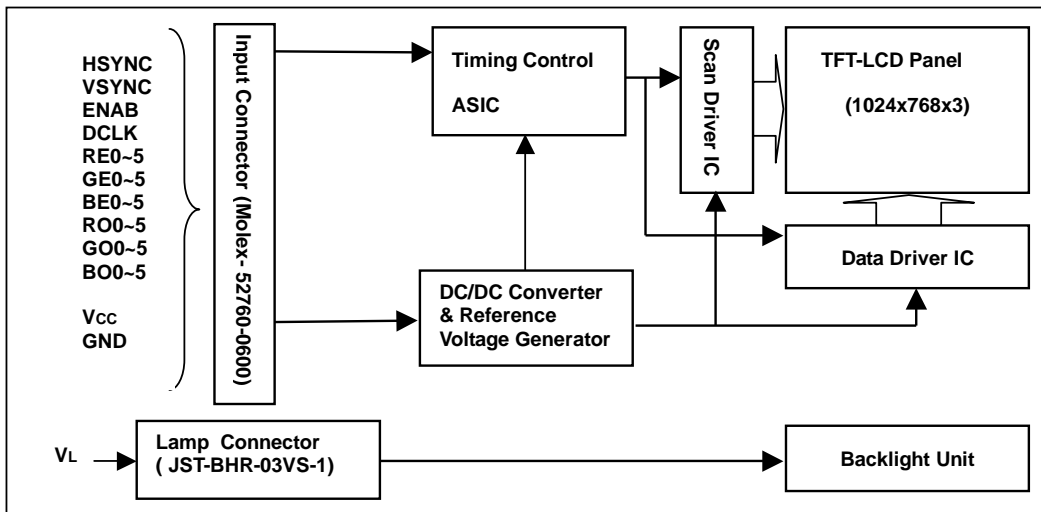 HSYNC
VSYNC
ENAB
DCLK
RE0~5
GE0~5
BE0~5
RO0~5
GO0~5
BO0~5
VCC
GND
Input Connector (Molex- 52760-0600)
Timing Control
ASIC
Scan Driver IC
TFT-LCD Panel
(1024x768x3)
Data Driver IC
DC/DC Converter
& Reference
Voltage Generator
VL
Lamp Connector
( JST-BHR-03VS-1)
Backlight Unit